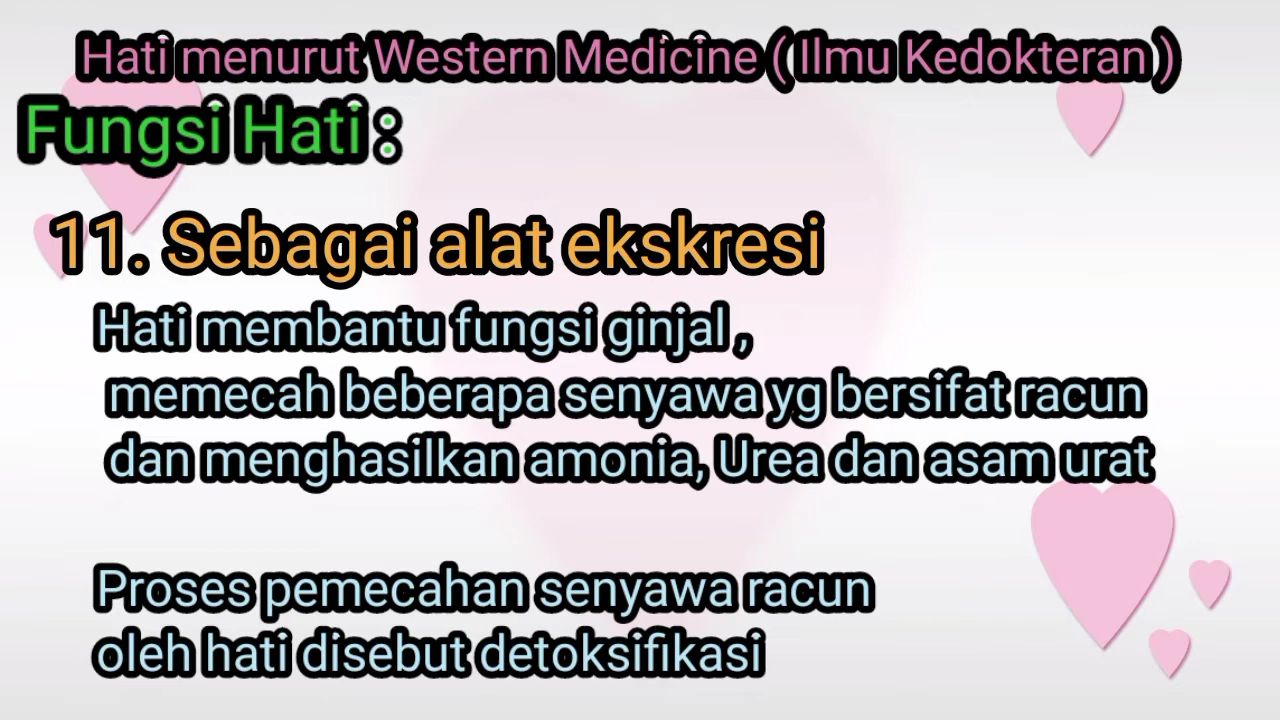 Hati menurut Western Medicine ( Ilmu Kedokteran )
Fungsi Hati :
11. Sebagai alat ekskresi
Hati membantu fungsi ginjal ,
memecah beberapa senyawa yg bersifat racun
dan menghasilkan amonia, Urea dan asam urat
Proses pemecahan senyawa racun
oleh hati disebut detoksifikasi